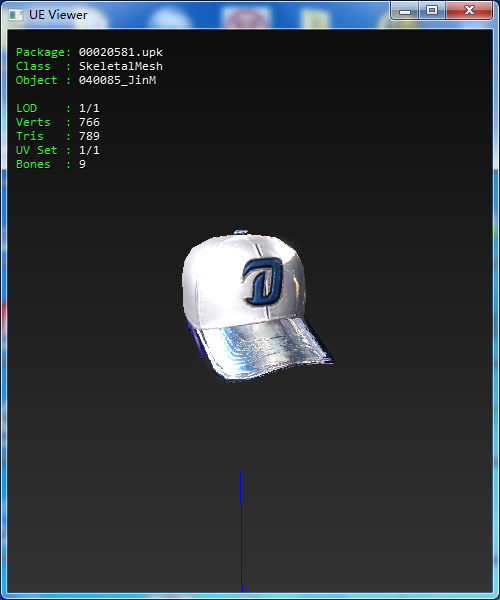 UE Viewer
Package: 00020581.upk
Class  : SkeletalMesh
Object : 040085_JinM
LOD    : 1/1
Verts  : 766
Tris   : 789
UV Set : 1/1
Bones  : 9
D